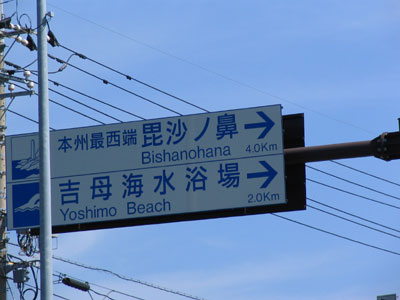 本州最西端 毘沙ノ鼻 →
Bishanohana 4.0Km
吉母海水浴場 →
Yoshimo Beach 2.0Km